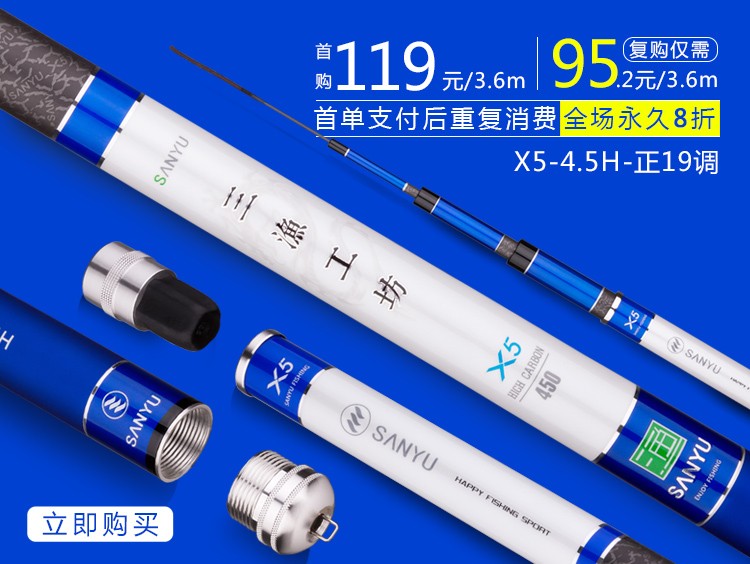 首购119元/3.6m
95.2元/3.6m
复购仅需
首单支付后重复消费 全场永久8折
X5-4.5H-正19调
SANYU
SANYU
三漁工坊
X5
HIGH CARBON
450
SANYU
ENJOY FISHING
X5
SANYU
X5
SANYU FISHING
SANYU
HAPPY FISHING SPORT
H
SANYU
立即购买